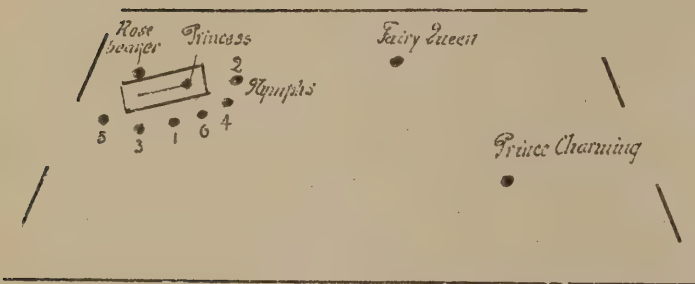 Rose
bearer
Princess
Fairy Queen
2
Nymphs
5
3
1
6
4
Prince Charming